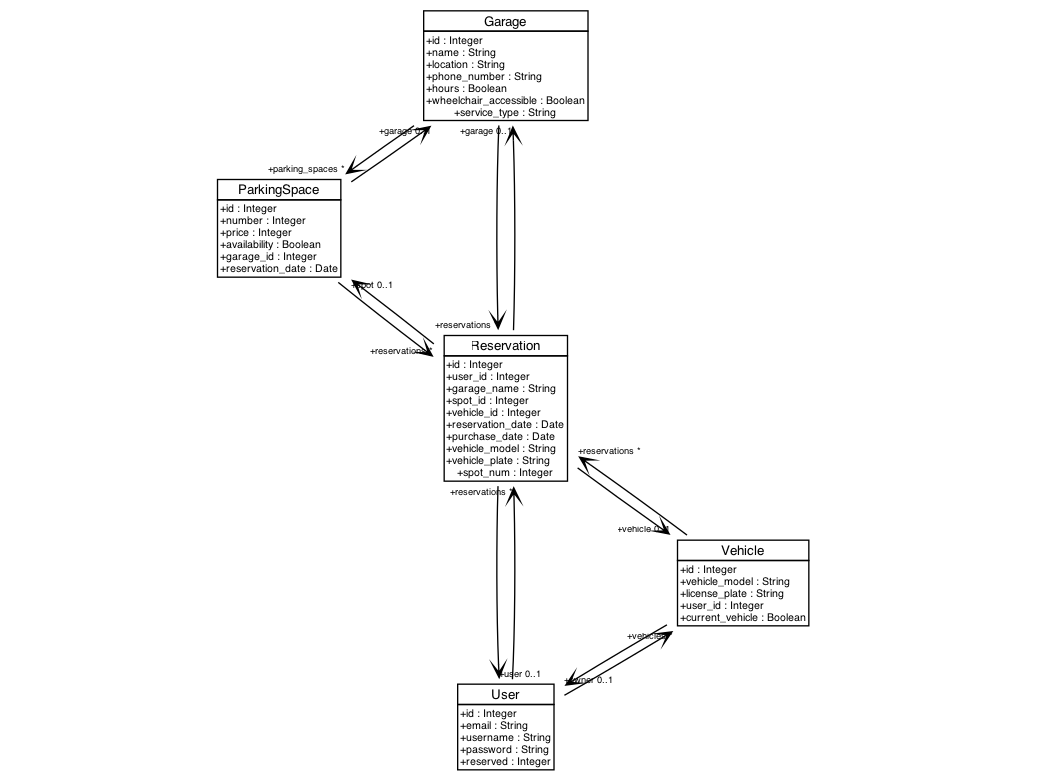 Garage
+id : Integer
+name : String
+location : String
+phone_number : String
+hours : Boolean
+wheelchair_accessible : Boolean
+service_type : String
+garage 0..1
+garage 0..1
+parking_spaces *
ParkingSpace
+id : Integer
+number : Integer
+price : Integer
+availability : Boolean
+garage_id : Integer
+reservation_date : Date
+spot 0..1
+reservations
+reservations *
Reservation
+id : Integer
+user_id : Integer
+garage_name : String
+spot_id : Integer
+vehicle_id : Integer
+reservation_date : Date
+purchase_date : Date
+vehicle_model : String
+vehicle_plate : String
+spot_num : Integer
+reservations *
+reservations *
+vehicle 0..1
Vehicle
+id : Integer
+vehicle_model : String
+license_plate : String
+user_id : Integer
+current_vehicle : Boolean
+vehicles
+user 0..1
+owner 0..1
User
+id : Integer
+email : String
+username : String
+password : String
+reserved : Integer